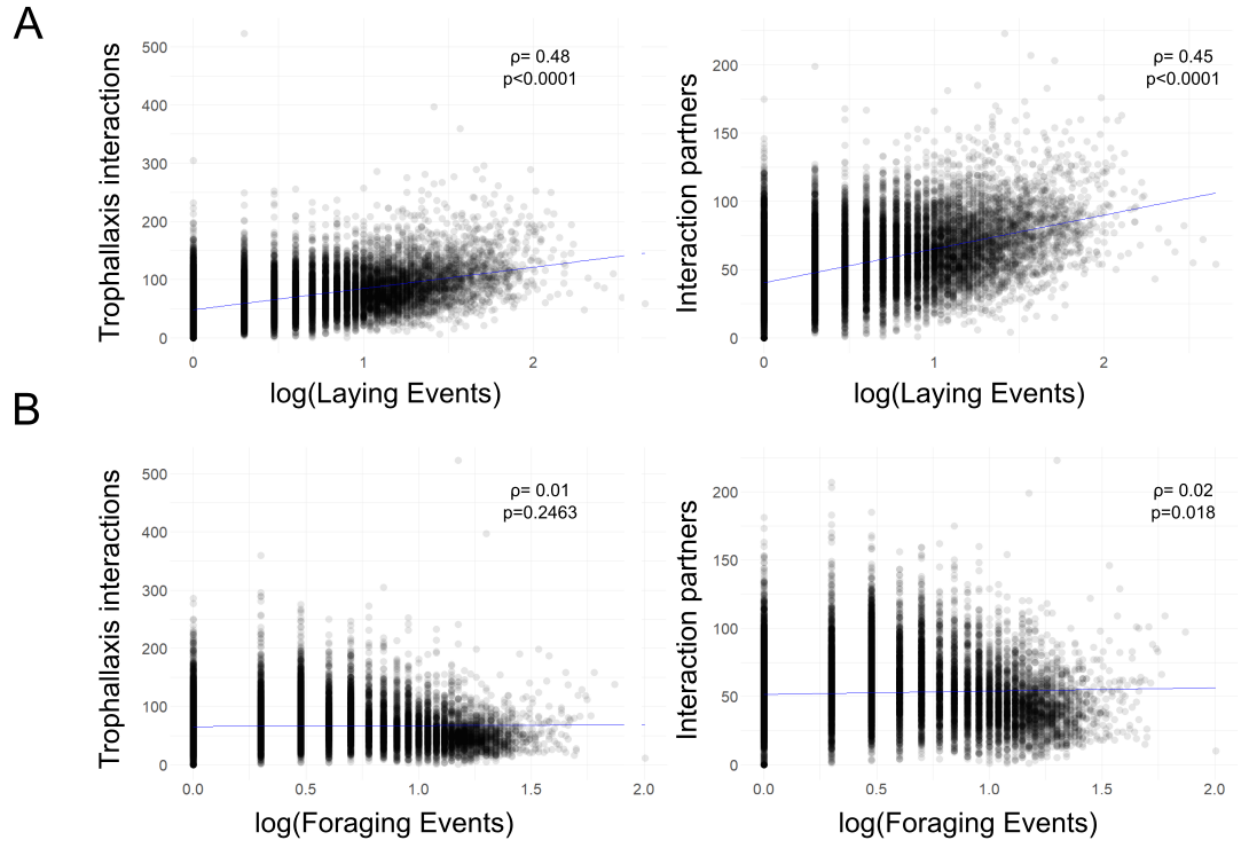 A
Trophallaxis interactions
500
400
300
200
100
0
ρ= 0.48
p<0.0001
0
1
2
log(Laying Events)
Interaction partners
200
150
100
50
0
ρ= 0.45
p<0.0001
0
1
2
log(Laying Events)
B
Trophallaxis interactions
500
400
300
200
100
0
ρ= 0.01
p=0.2463
0.0
0.5
1.0
1.5
2.0
log(Foraging Events)
Interaction partners
200
150
100
50
0
ρ= 0.02
p=0.018
0.0
0.5
1.0
1.5
2.0
log(Foraging Events)